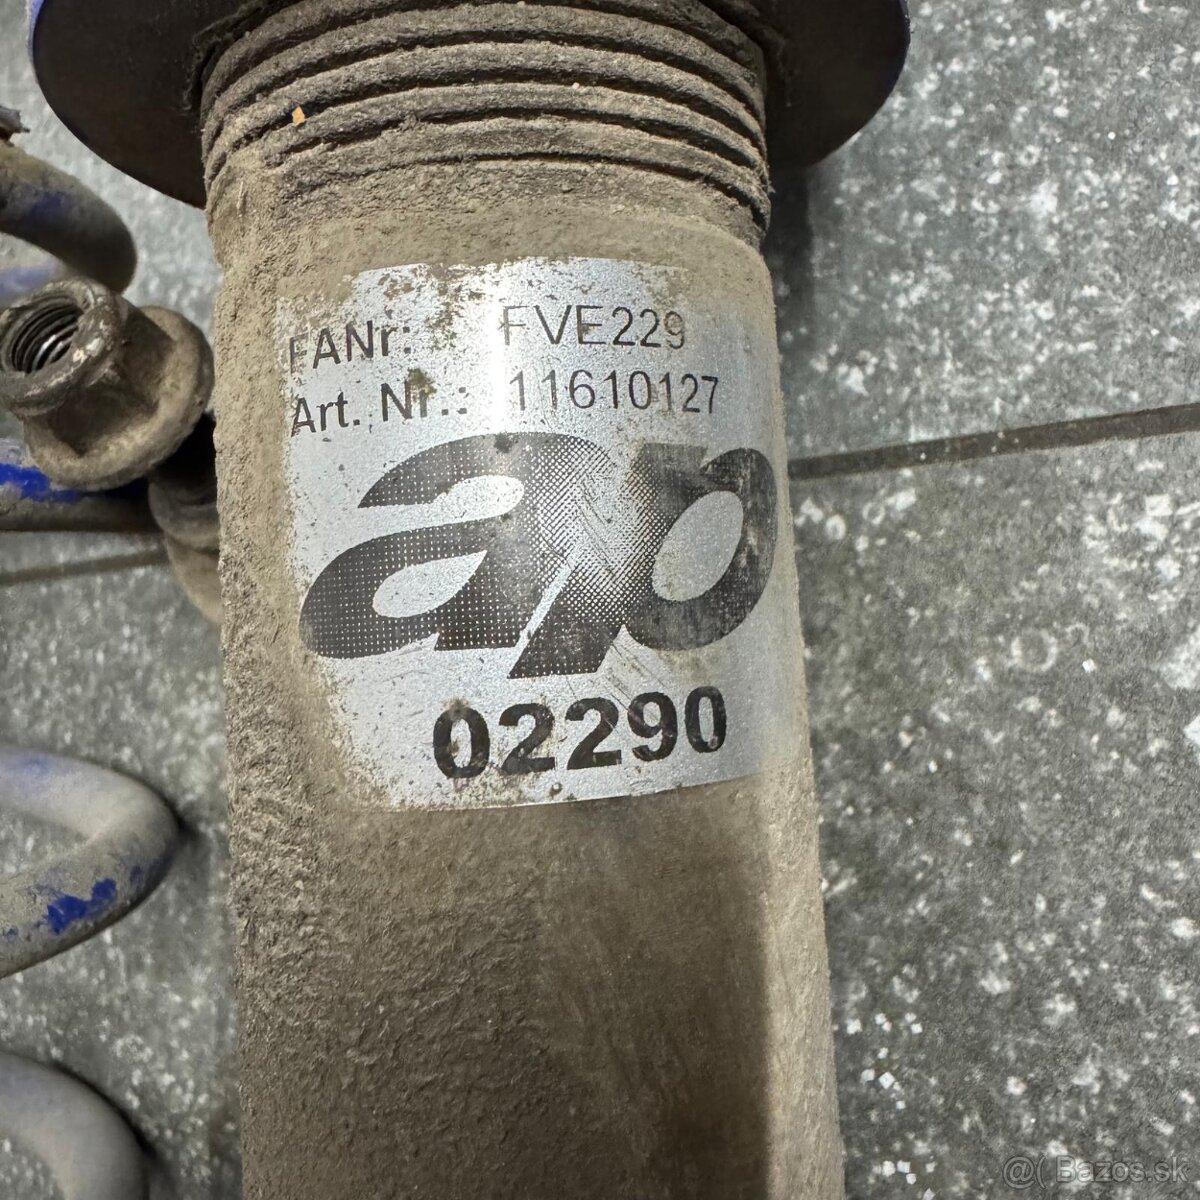 FANr: FVE229
Art. Nr.: 11610127
ap
02290
@( Bazos.sk